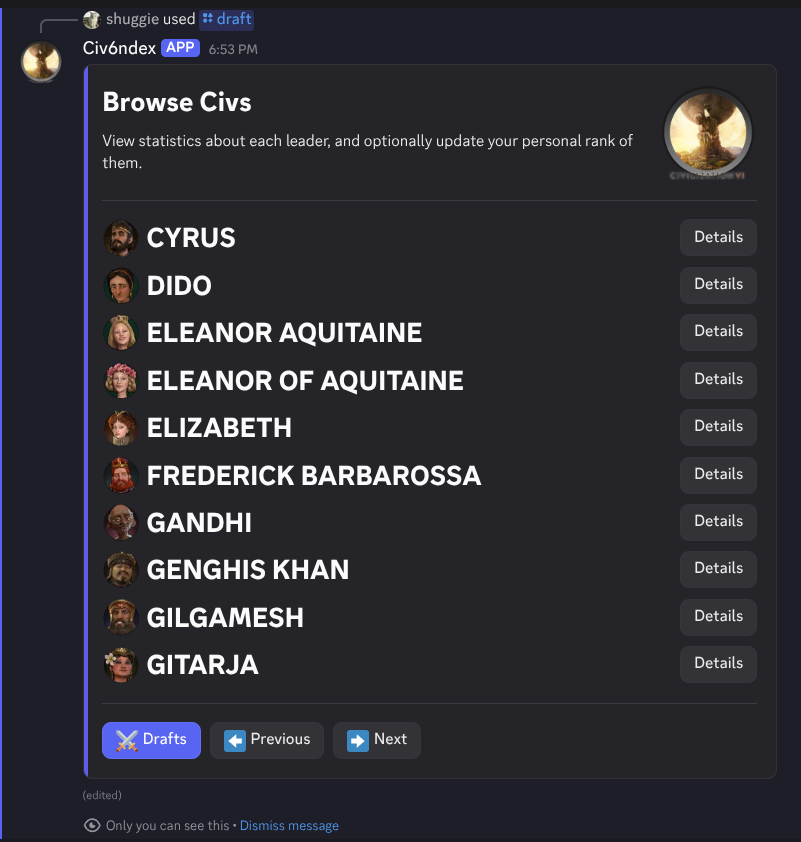 shuggie used draft
Civ6ndex APP 6:53 PM
Browse Civs
View statistics about each leader, and optionally update your personal rank of
them.
CIVILIZATION VI
CYRUS Details
DIDO Details
ELEANOR AQUITAINE Details
ELEANOR OF AQUITAINE Details
ELIZABETH Details
FREDERICK BARBAROSSA Details
GANDHI Details
GENGHIS KHAN Details
GILGAMESH Details
GITARJA Details
Drafts Previous Next
(edited)
Only you can see this • Dismiss message